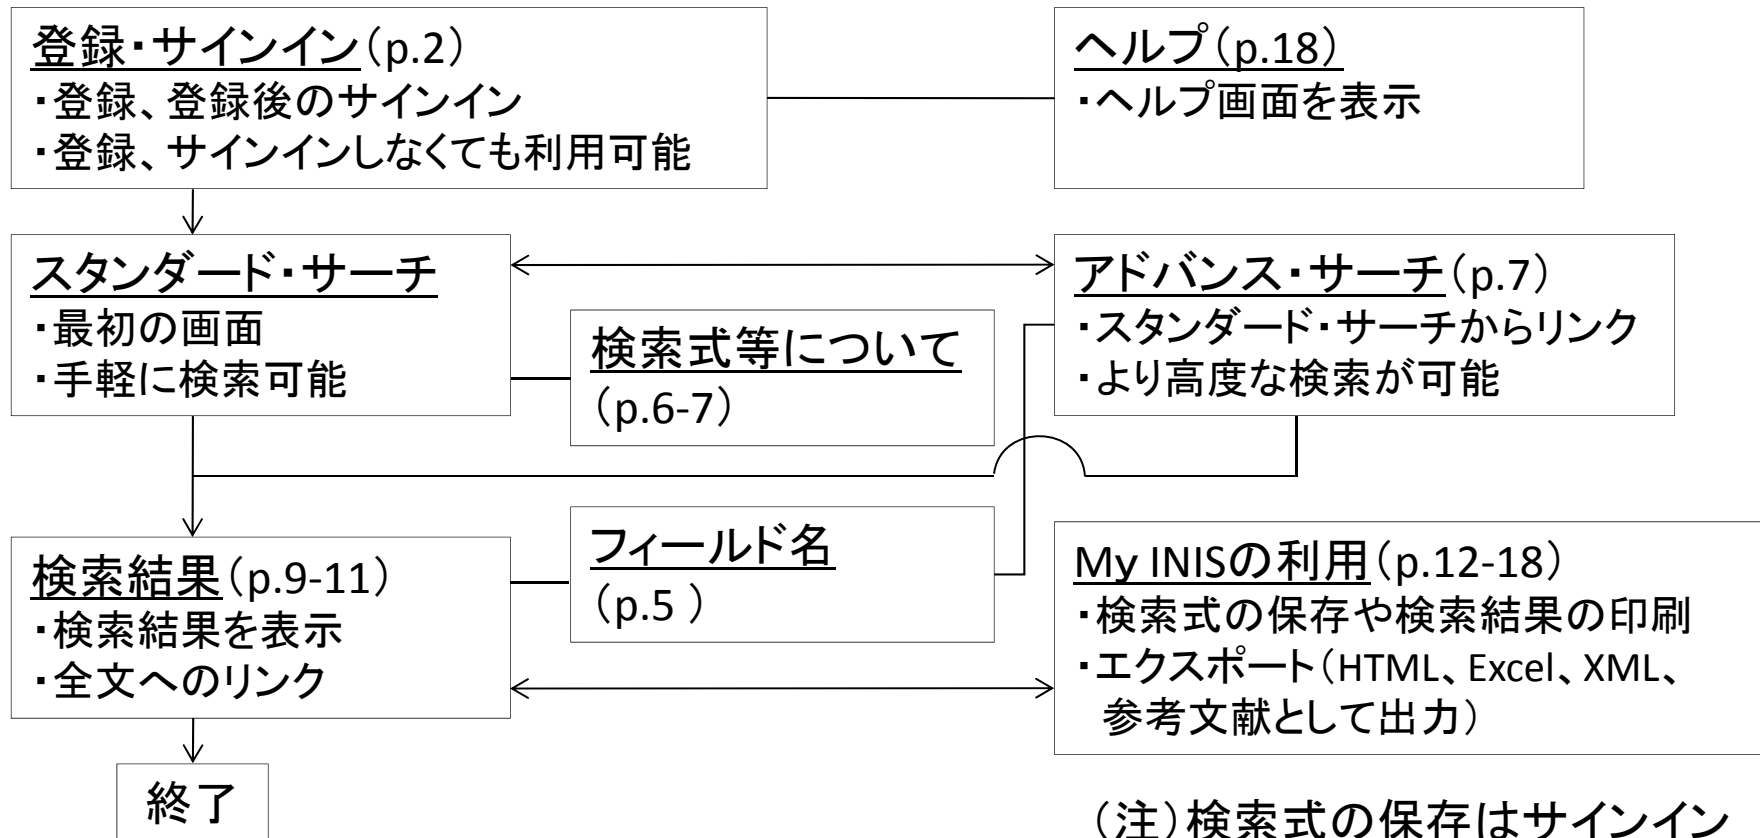 登録・サインイン(p.2)
・登録、登録後のサインイン
・登録、サインインしなくても利用可能
ヘルプ(p.18)
・ヘルプ画面を表示
スタンダード・サーチ
・最初の画面
・手軽に検索可能
検索式等について
(p.6-7)
アドバンス・サーチ(p.7)
・スタンダード・サーチからリンク
・より高度な検索が可能
検索結果(p.9-11)
・検索結果を表示
・全文へのリンク
フィールド名
(p.5 )
My INISの利用(p.12-18)
・検索式の保存や検索結果の印刷
・エクスポート(HTML、Excel、XML、
参考文献として出力)
終了
(注)検索式の保存はサインイン